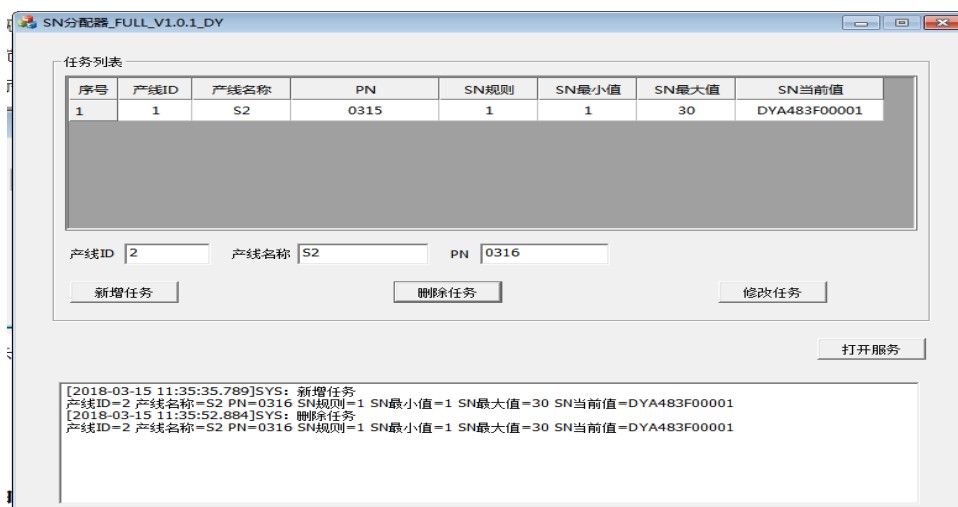 SN分配器_FULL_V1.0.1_DY
任务列表
序号 产线ID 产线名称 PN SN规则 SN最小值 SN最大值 SN当前值
1 1 S2 0315 1 1 30 DYA483F00001
产线ID 2 产线名称 S2 PN 0316
新增任务 删除任务 修改任务
打开服务
[2018-03-15 11:35:35.789]SYS: 新增任务
产线ID=2 产线名称=S2 PN=0316 SN规则=1 SN最小值=1 SN最大值=30 SN当前值=DYA483F00001
[2018-03-15 11:35:52.884]SYS: 删除任务
产线ID=2 产线名称=S2 PN=0316 SN规则=1 SN最小值=1 SN最大值=30 SN当前值=DYA483F00001